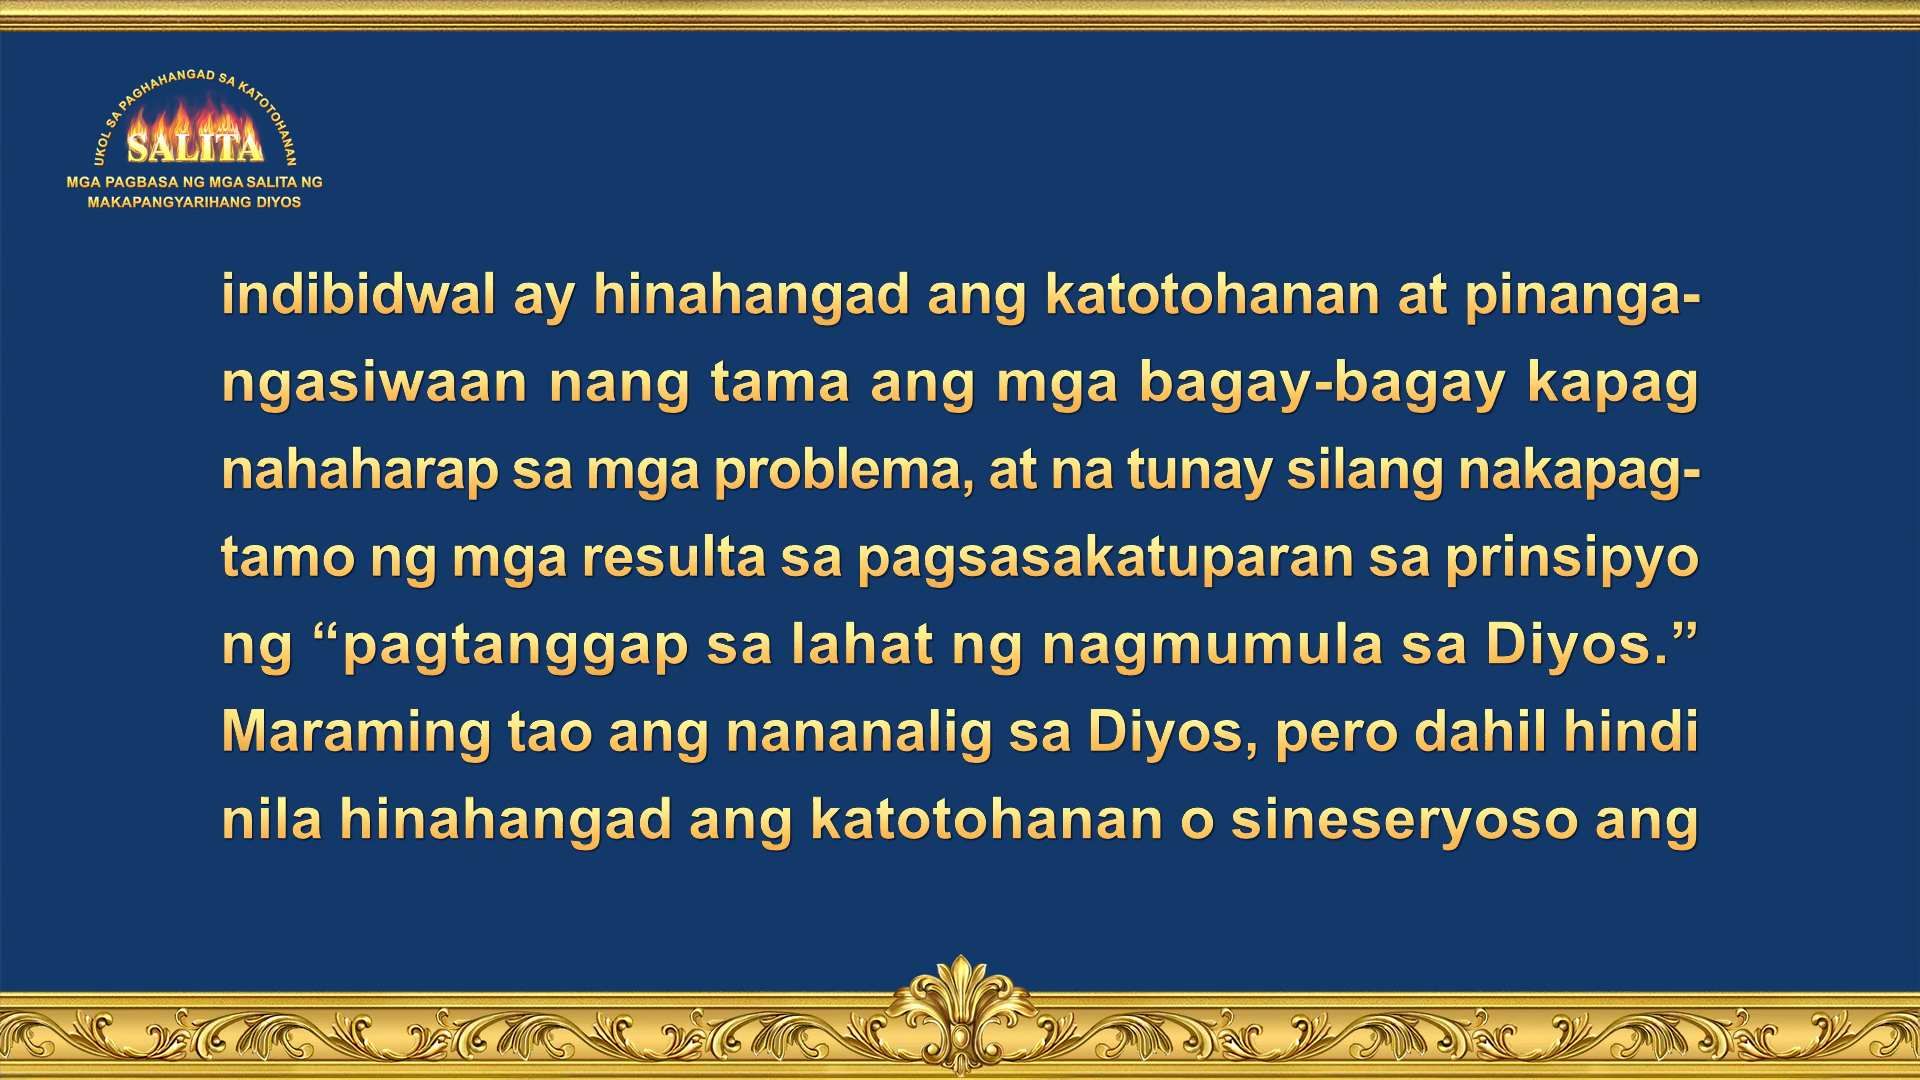 UKOL SA PAGHAHANGAD SA KATOTOHANAN
SALITA
MGA PAGBASA NG MGA SALITA NG
MAKAPANGYARIHANG DIYOS
indibidwal ay hinahangad ang katotohanan at pinanga-
ngasiwaan nang tama ang mga bagay-bagay kapag
nahaharap sa mga problema, at na tunay silang nakapag-
tamo ng mga resulta sa pagsasakatuparan sa prinsipyo
ng “pagtanggap sa lahat ng nagmumula sa Diyos.”
Maraming tao ang nananalig sa Diyos, pero dahil hindi
nila hinahangad ang katotohanan o sineseryoso ang